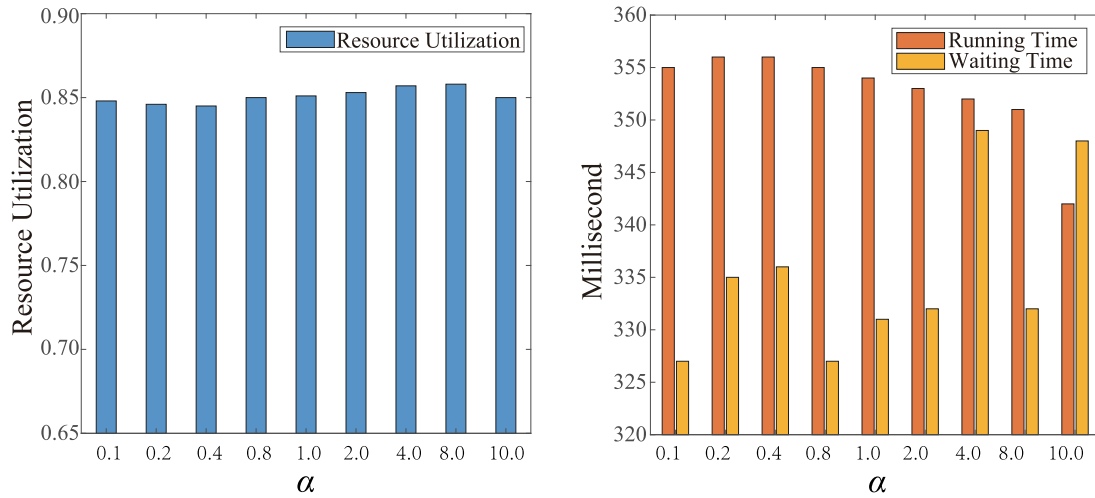 0.90
0.85
0.80
0.75
0.70
0.65
Resource Utilization
Resource Utilization
0.1 0.2 0.4 0.8 1.0 2.0 4.0 8.0 10.0
α
360
355
350
345
340
335
330
325
320
Millisecond
Running Time
Waiting Time
0.1 0.2 0.4 0.8 1.0 2.0 4.0 8.0 10.0
α